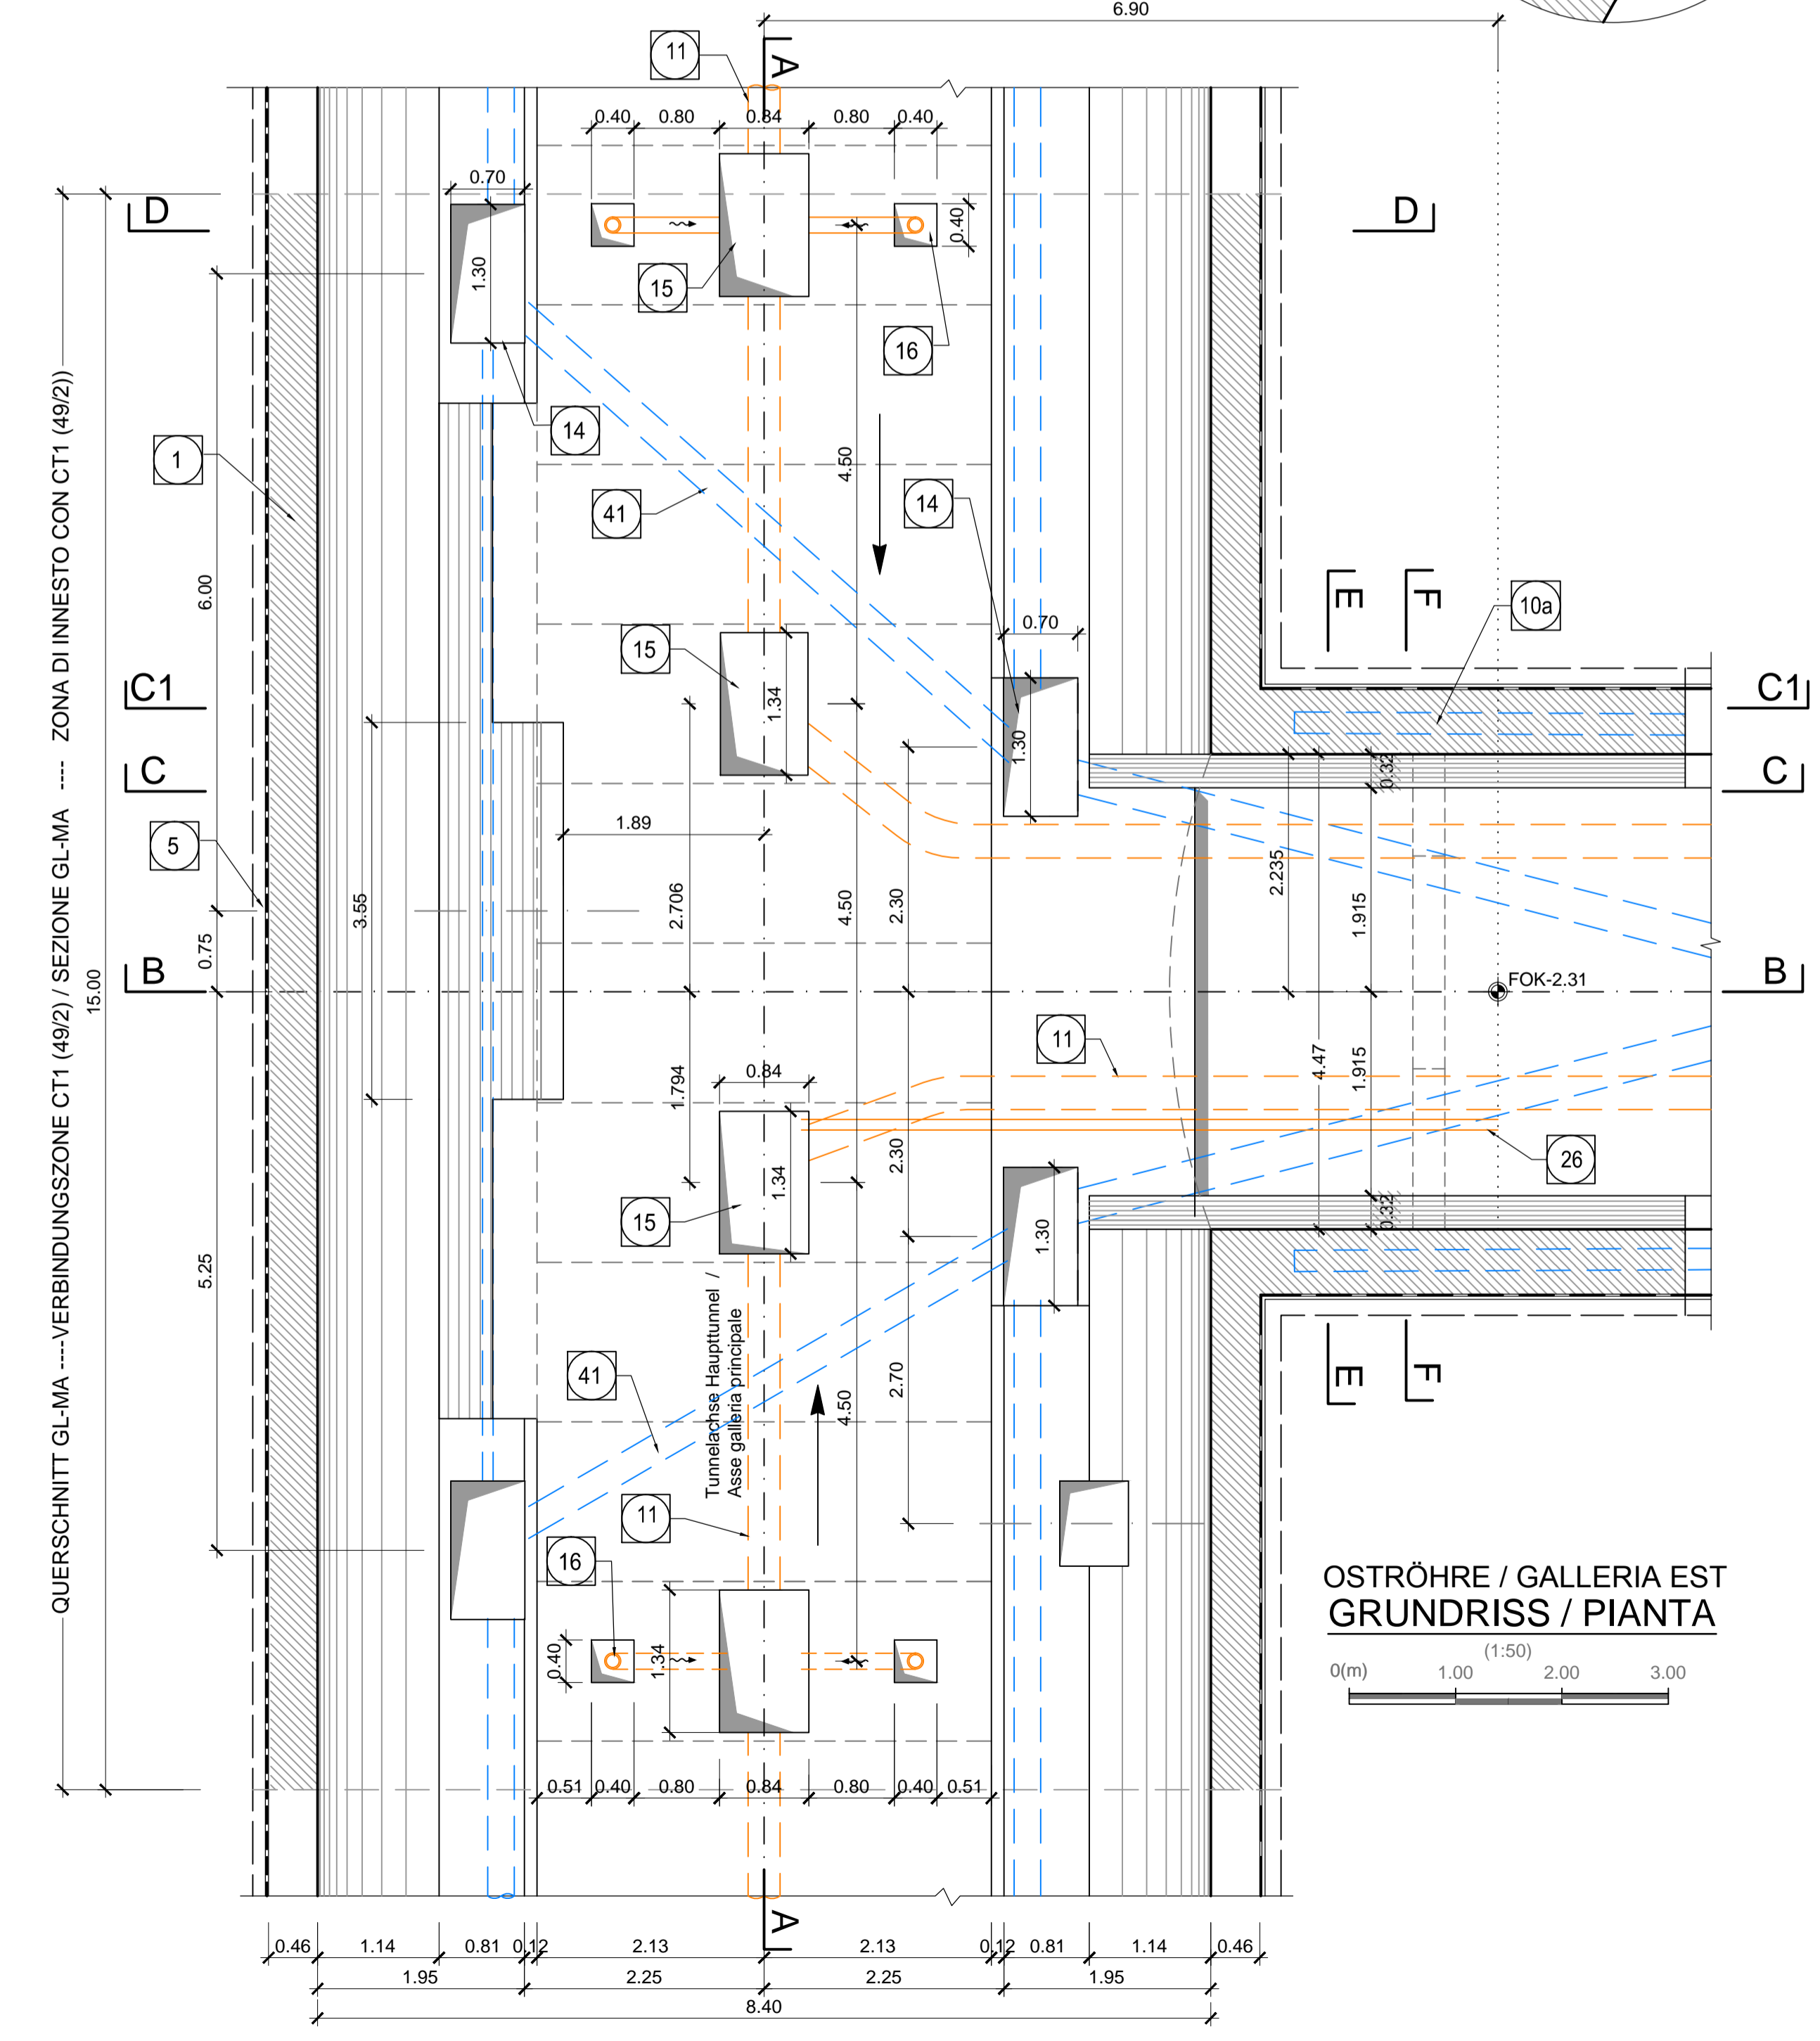 6.90
11
A
0.40 0.80 0.84 0.80 0.40
0.70
D
D
0.40
1.30
15
16
14
1
41
4.50
14
6.00
E
F
10a
15
0.70
C1
C1
1.34
1.30
C
C
0.32
5
1.89
2.235
3.55
2.706
4.50
2.30
1.915
0.75
15.00
B
B
FOK-2.31
11
1.794
0.84
4.47
1.915
2.30
26
1.34
15
0.32
1.30
5.25
Tunnelachse Haupttunnel /
Asse galleria principale
41
E
F
2.70
4.50
11
16
0.40
1.34
QUERSCHNITT GL-MA ----VERBINDUNGSZONE CT1 (49/2) / SEZIONE GL-MA ---- ZONA DI INNESTO CON CT1 (49/2))
OSTRÖHRE / GALLERIA EST
GRUNDRISS / PIANTA
(1:50)
0(m) 1.00 2.00 3.00
0.51 0.40 0.80 0.84 0.80 0.40 0.51
A
0.46 1.14 0.81 0.12 2.13 2.13 0.12 0.81 1.14 0.46
1.95 2.25 2.25 1.95
8.40